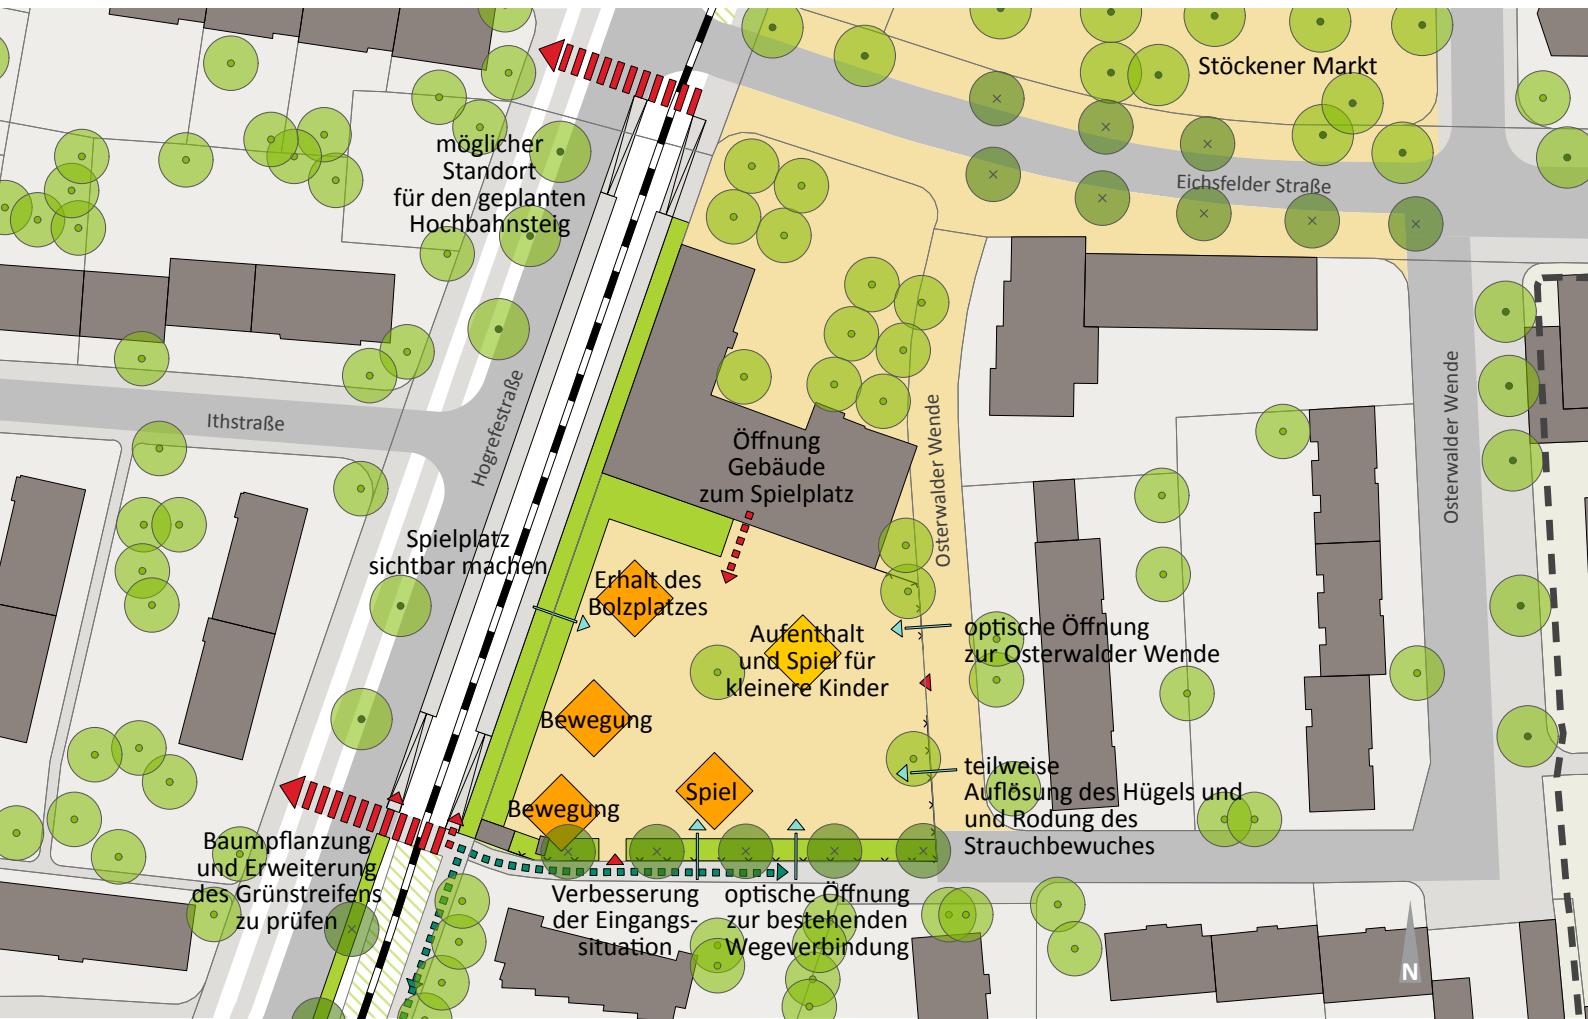 Stöckener Markt
möglicher
Standort
für den geplanten
Hochbahnsteig
Eichsfelder Straße
Ithstraße
Hogrefestraße
Osterwalder Wende
Osterwalder Wende
Öffnung
Gebäude
zum Spielplatz
Spielplatz
sichtbar machen
Erhalt des
Bolzplatzes
Aufenthalt
und Spiel für
kleinere Kinder
optische Öffnung
zur Osterwalder Wende
Bewegung
Bewegung
Spiel
teilweise
Auflösung des Hügels und
und Rodung des
Strauchbewuches
Baumpflanzung
und Erweiterung
des Grünstreifens
zu prüfen
Verbesserung
der Eingangs-
situation
optische Öffnung
zur bestehenden
Wegeverbindung
N